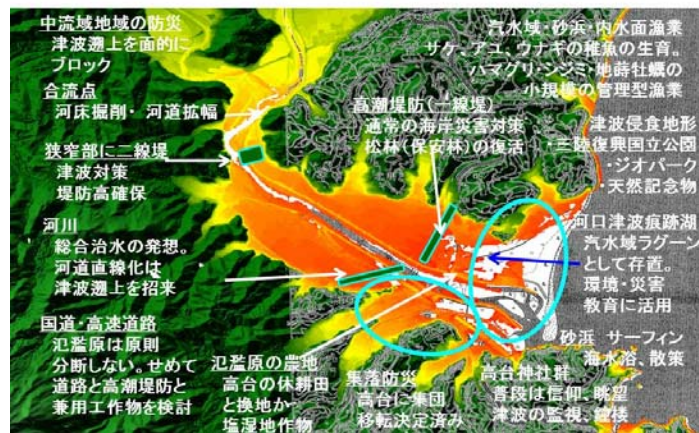 中流域地域の防災
津波遡上を面的に
ブロック
合流点
河床掘削・河道拡幅
狭窄部に二線堤
津波対策
堤防高確保
河川
総合治水の発想。
河道直線化は
津波遡上を招来
国道・高速道路
氾濫原は原則
分断しない。せめて
道路と高潮堤防と
兼用工作物を検討
高潮堤防(一線堤)
通常の海岸災害対策
松林(保安林)の復活
氾濫原の農地
高台の休耕田
と換地か
塩湿地作物
集落防災
高台に集団
移転決定済み
高台神社群
普段は信仰、眺望
津波の監視、鐘楼
汽水域・砂浜・内水面漁業
サケ、アユ、ウナギの稚魚の生育。
ハマグリ・シジミ・地蒔牡蠣の
小規模の管理型漁業
津波侵食地形
・三陸復興国立公園
・ジオパーク
・天然記念物
河口津波痕跡湖
汽水域ラグーン
として存置。
環境・災害
教育に活用
砂浜 サーフィン
海水浴、散策